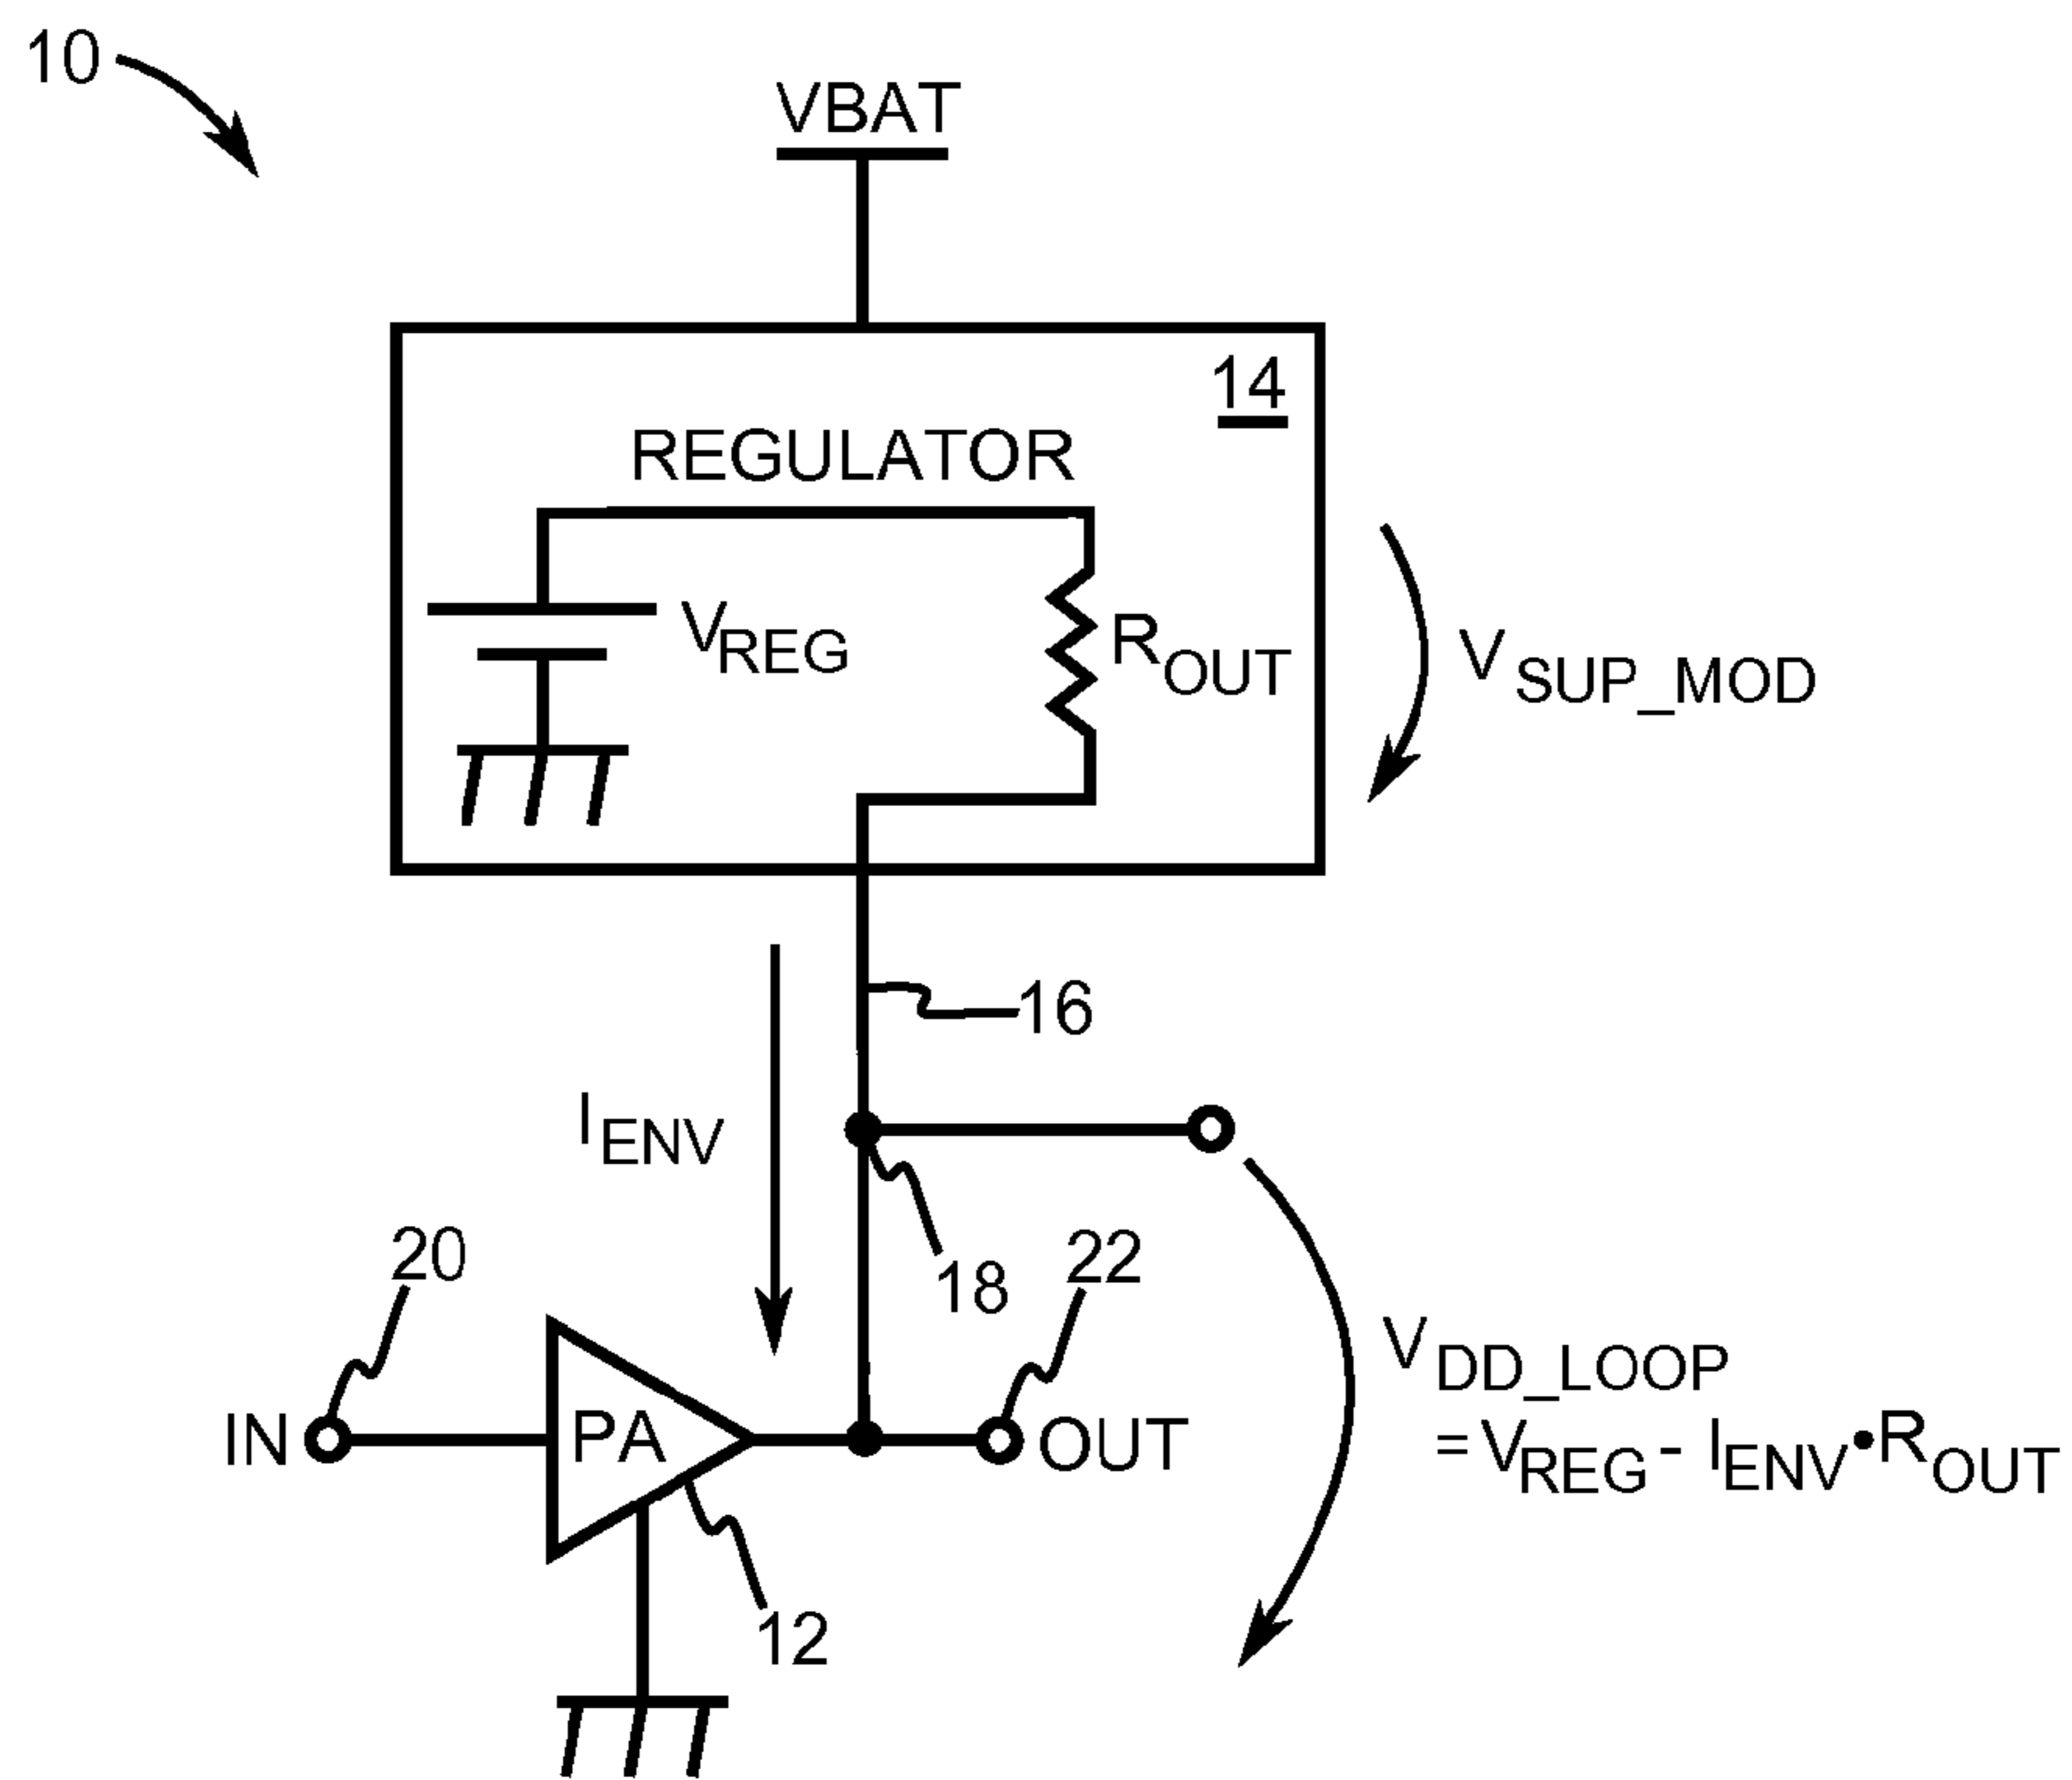 10
VBAT
14
REGULATOR
VREG
ROUT
VSUP_MOD
16
IENV
20
18
22
VDD_LOOP
= VREG - IENV•ROUT
IN
PA
OUT
12